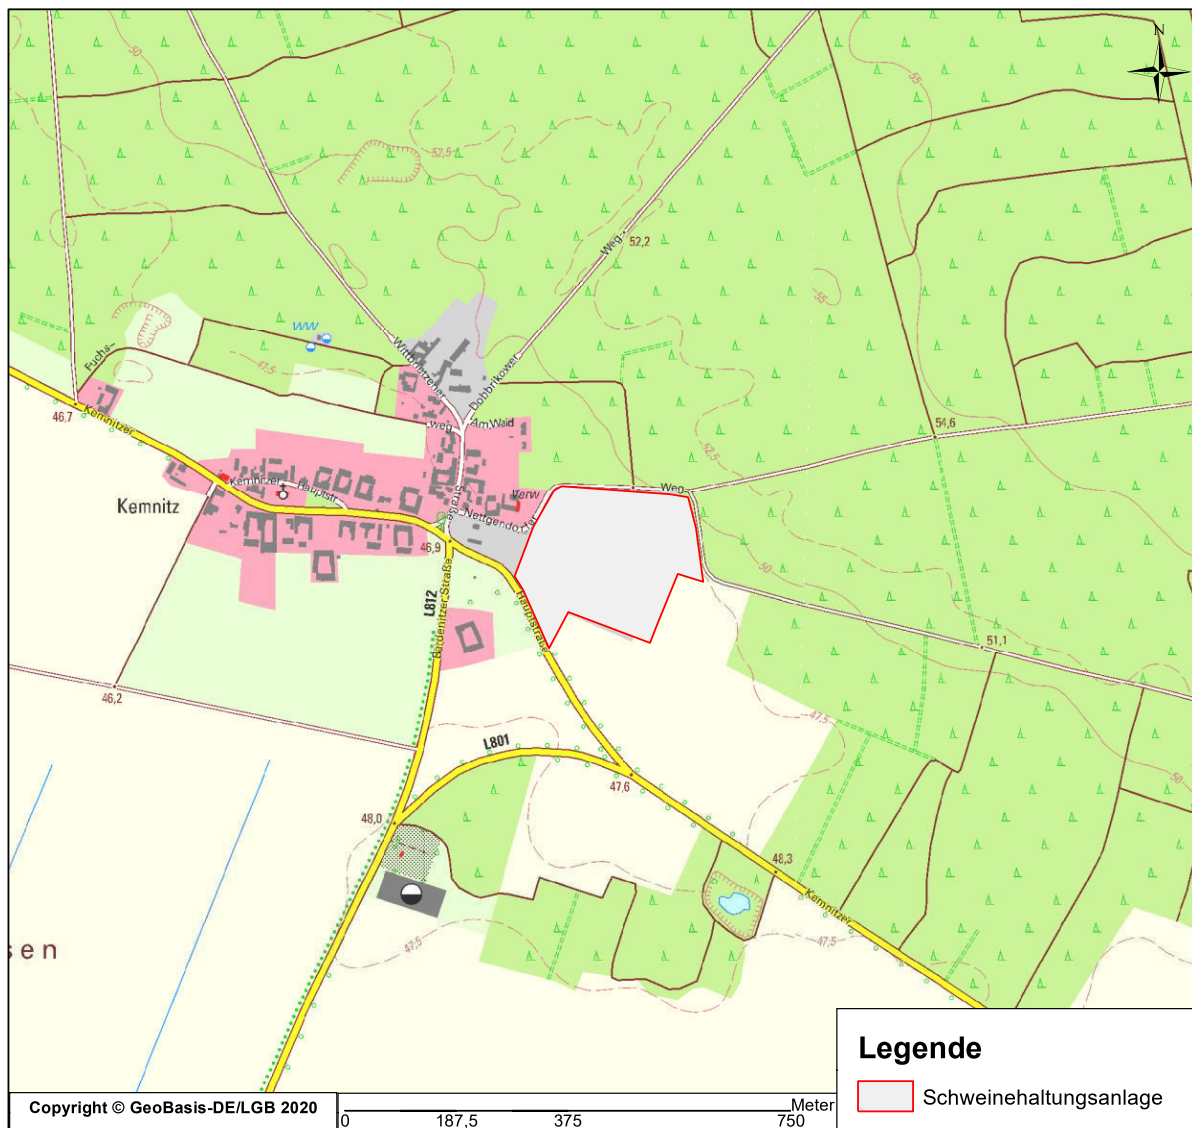 N
50
55
52,5
Weg
52,2
55
WW
Fuchs-
47,5
Wittbrietzener
Dobbrikower
46,7
Kemnitzer
weg
Am Wald
54,6
52,5
Kemnitzer
Hauptstr.
Straße
Verw
Weg
Kemnitz
Nettgendorfer
46,9
50
L812
Bardenitzer Straße
Hauptstraße
51,1
46,2
47,5
L801
50
47,6
48,0
48,3
Kemnitzer
47,5
47,5
sen
Legende
Schweinehaltungsanlage
Copyright © GeoBasis-DE/LGB 2020
Meter
0 187,5 375 750